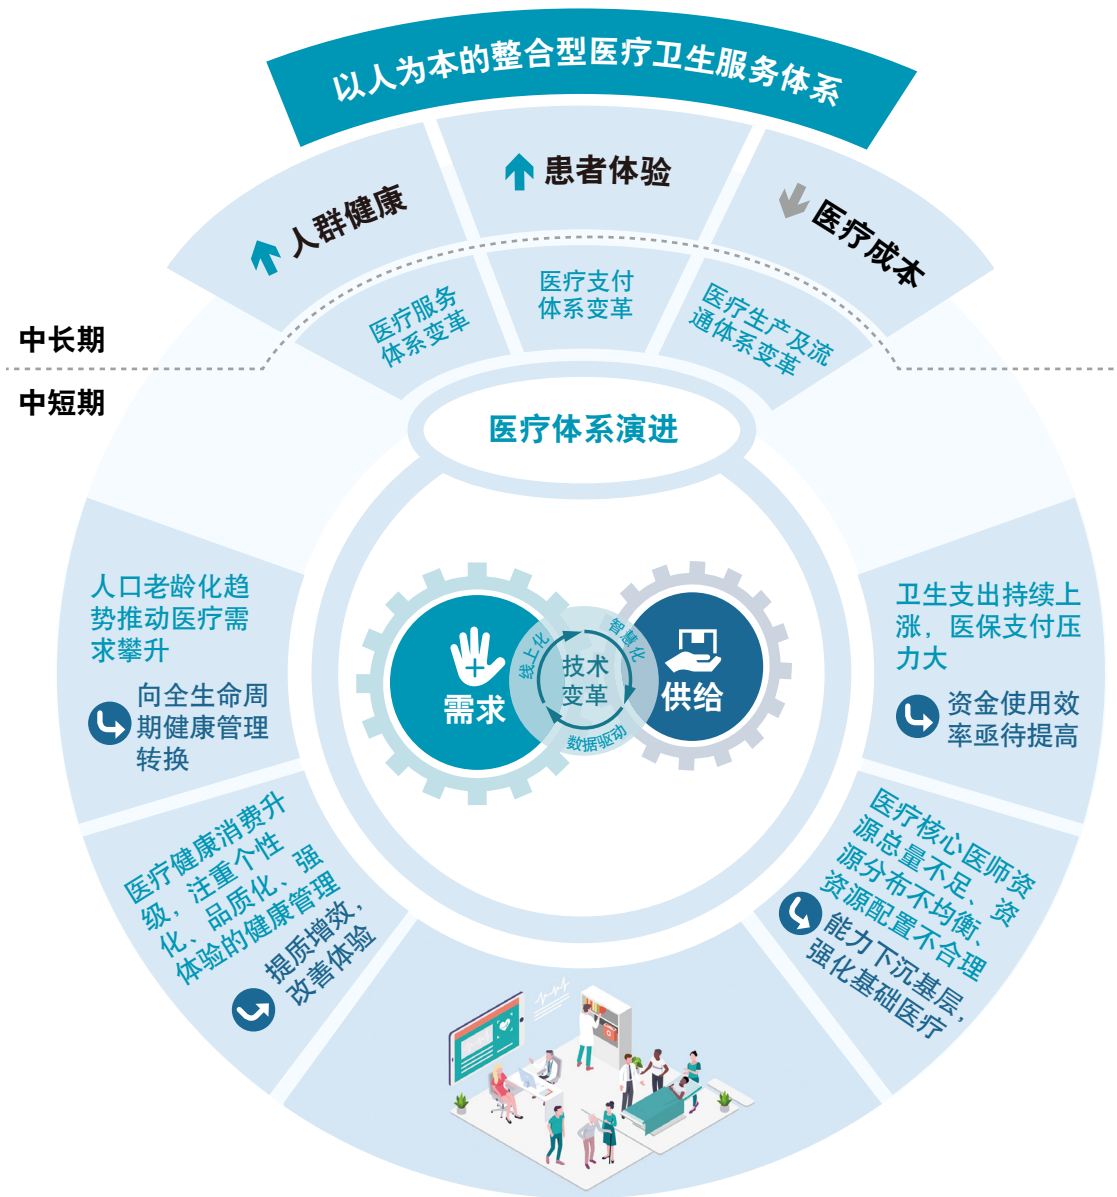 以人为本的整合型医疗卫生服务体系
人群健康
患者体验
医疗成本
医疗服务
体系变革
医疗支付
体系变革
医疗生产及流
通体系变革
中长期
中短期
医疗体系演进
人口老龄化趋
势推动医疗需
求攀升
向全生命周
期健康管理
转换
需求
线上化
智慧化
技术
变革
数据驱动
供给
卫生支出持续上
涨，医保支付压
力大
资金使用效
率亟待提高
医疗健康消费升
级，注重个性
化、品质化、强
体验的健康管理
提质增效，
改善体验
医疗核心医师资
源总量不足、资
源分布不均衡、
资源配置不合理
能力下沉基层，
强化基础医疗